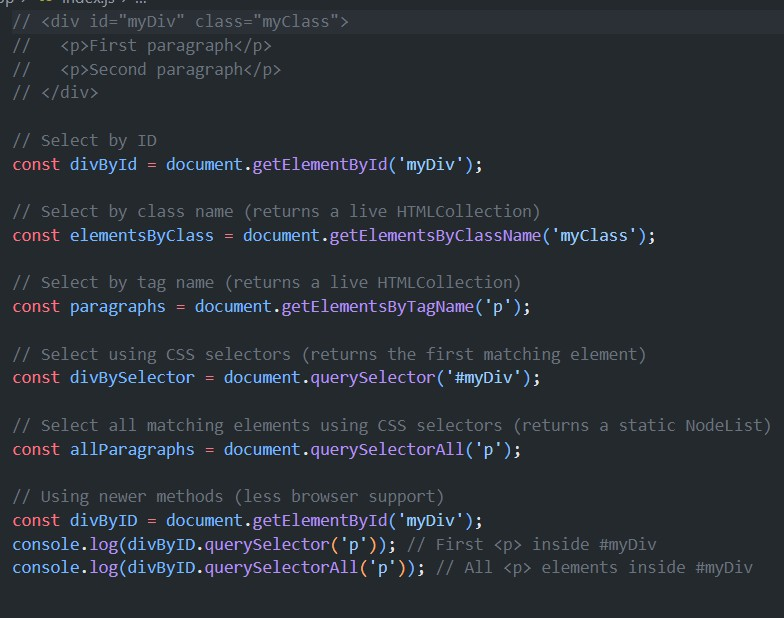 index.js > ...
// <div id="myDiv" class="myClass">
//   <p>First paragraph</p>
//   <p>Second paragraph</p>
// </div>
// Select by ID
const divById = document.getElementById('myDiv');
// Select by class name (returns a live HTMLCollection)
const elementsByClass = document.getElementsByClassName('myClass');
// Select by tag name (returns a live HTMLCollection)
const paragraphs = document.getElementsByTagName('p');
// Select using CSS selectors (returns the first matching element)
const divBySelector = document.querySelector('#myDiv');
// Select all matching elements using CSS selectors (returns a static NodeList)
const allParagraphs = document.querySelectorAll('p');
// Using newer methods (less browser support)
const divByID = document.getElementById('myDiv');
console.log(divByID.querySelector('p')); // First <p> inside #myDiv
console.log(divByID.querySelectorAll('p')); // All <p> elements inside #myDiv